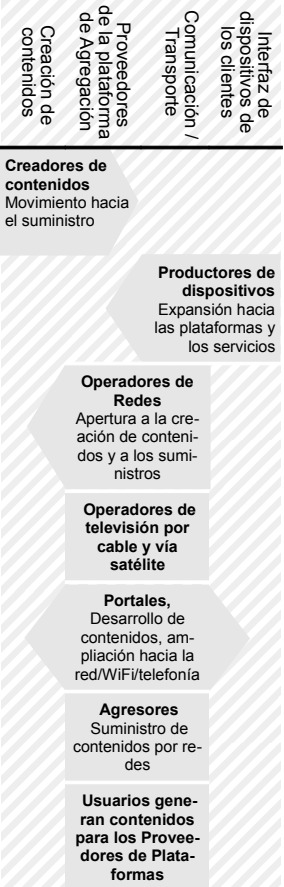 Creación de
contenidos
Proveedores
de la plataforma
de Agregación
Comunicación /
Transporte
Interfaz de
dispositivos de
los clientes
Creadores de
contenidos
Movimiento hacia
el suministro
Productores de
dispositivos
Expansión hacia
las plataformas y
los servicios
Operadores de
Redes
Apertura a la cre-
ación de conteni-
dos y a los sumi-
nistros
Operadores de
televisión por
cable y vía
satélite
Portales,
Desarrollo de
contenidos, am-
pliación hacia la
red/WiFi/telefonía
Agresores
Suministro de
contenidos por re-
des
Usuarios gene-
ran contenidos
para los Provee-
dores de Plata-
formas